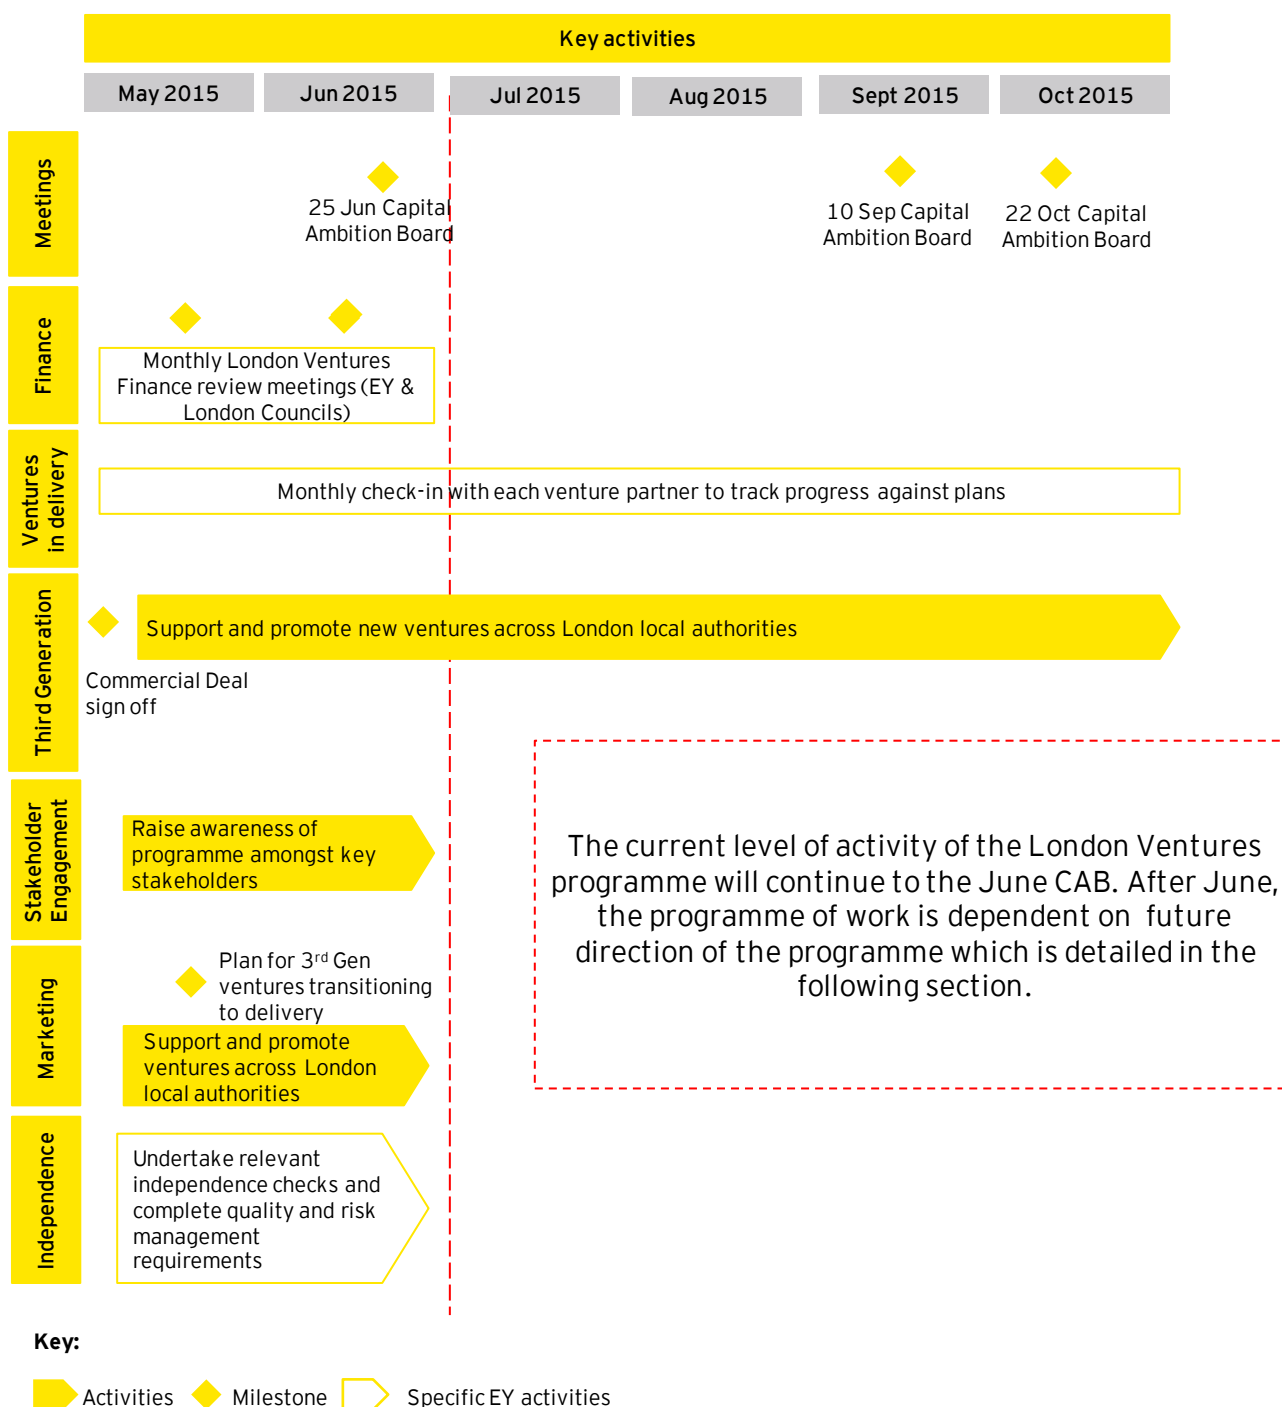 Key activities
May 2015
Jun 2015
Jul 2015
Aug 2015
Sept 2015
Oct 2015
Meetings
25 Jun Capital
Ambition Board
10 Sep Capital
Ambition Board
22 Oct Capital
Ambition Board
Finance
Monthly London Ventures
Finance review meetings (EY &
London Councils)
Ventures
in delivery
Monthly check-in with each venture partner to track progress against plans
Third Generation
Support and promote new ventures across London local authorities
Commercial Deal
sign off
Stakeholder
Engagement
Raise awareness of
programme amongst key
stakeholders
The current level of activity of the London Ventures
programme will continue to the June CAB. After June,
the programme of work is dependent on future
direction of the programme which is detailed in the
following section.
Marketing
Plan for 3rd Gen
ventures transitioning
to delivery
Support and promote
ventures across London
local authorities
Independence
Undertake relevant
independence checks and
complete quality and risk
management
requirements
Key:
Activities
Milestone
Specific EY activities